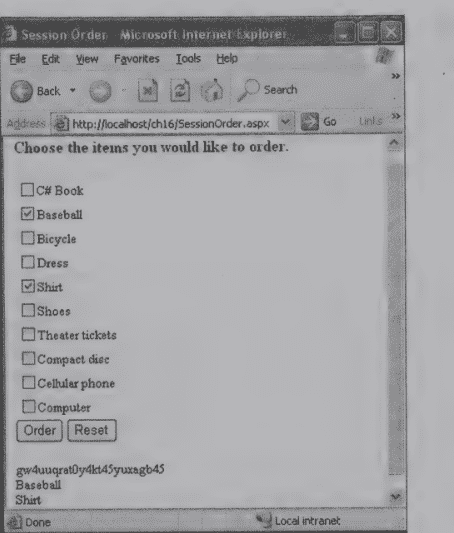 Session Order - Microsoft Internet Explorer
File Edit View Favorites Tools Help
Back Search
Address http://localhost/ch16/SessionOrder.aspx Go Links
Choose the items you would like to order.
C# Book
Baseball
Bicycle
Dress
Shirt
Shoes
Theater tickets
Compact disc
Cellular phone
Computer
Order Reset
gw4uuqrat0y4kt45yuxagb45
Baseball
Shirt
Done Local intranet